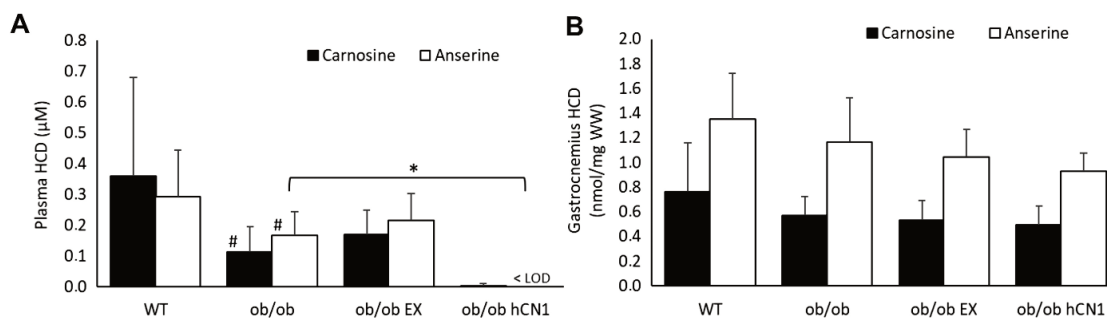 A
Plasma HCD (µM)
0.8
0.7
0.6
0.5
0.4
0.3
0.2
0.1
0.0
Carnosine Anserine
*
# #
< LOD
WT ob/ob ob/ob EX ob/ob hCN1
B
Gastrocnemius HCD
(nmol/mg WW)
2.0
1.8
1.6
1.4
1.2
1.0
0.8
0.6
0.4
0.2
0.0
Carnosine Anserine
WT ob/ob ob/ob EX ob/ob hCN1